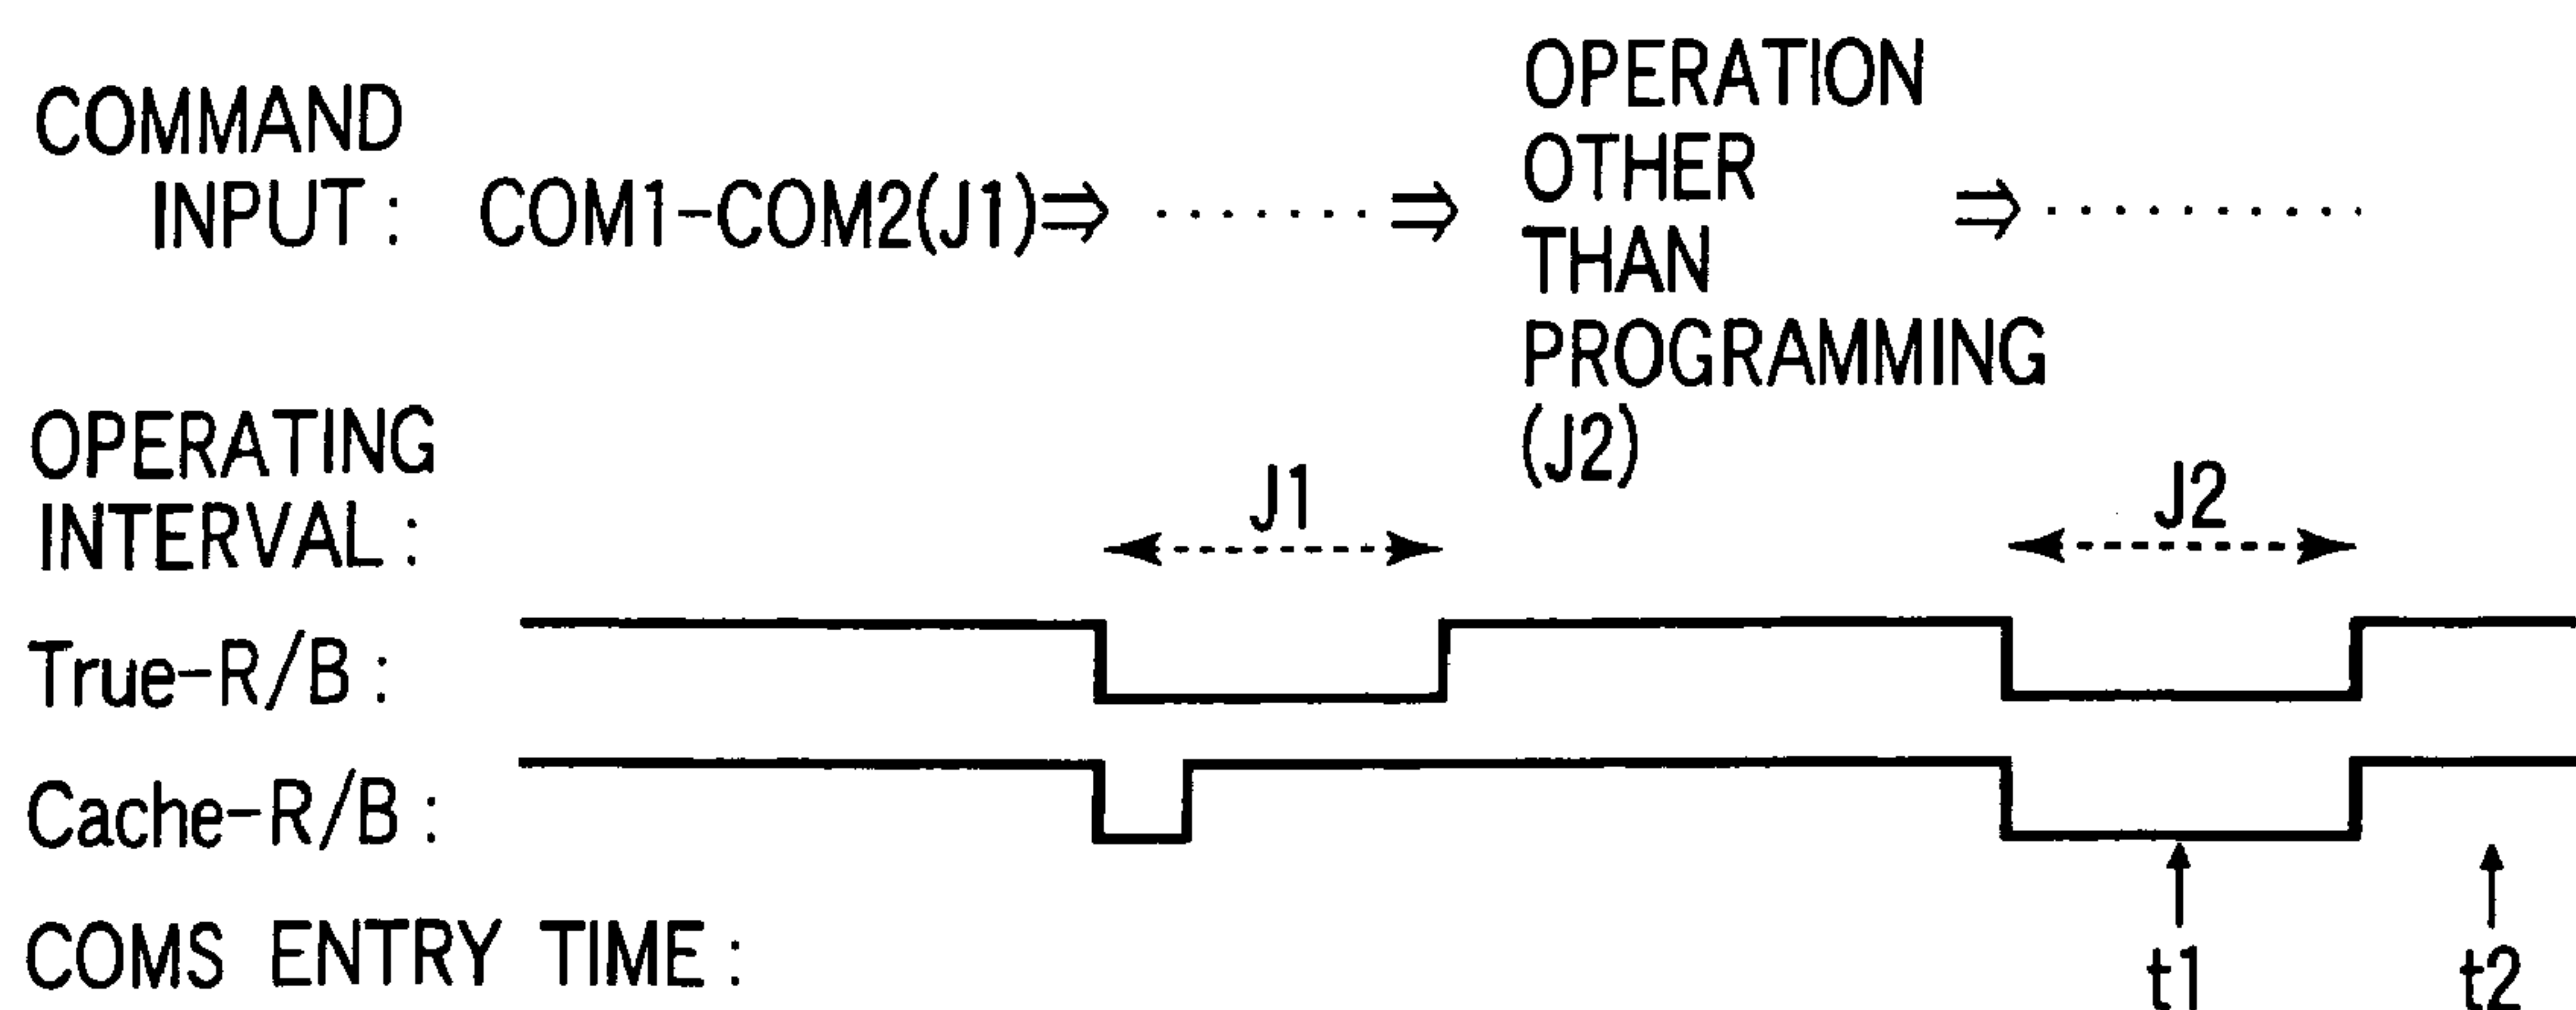 COMMAND
INPUT : COM1-COM2(J1)⇒ ....... ⇒ OPERATION OTHER THAN PROGRAMMING (J2) ⇒ ..........
OPERATING
INTERVAL : J1 J2
True-R/B :
Cache-R/B :
COMS ENTRY TIME : t1 t2